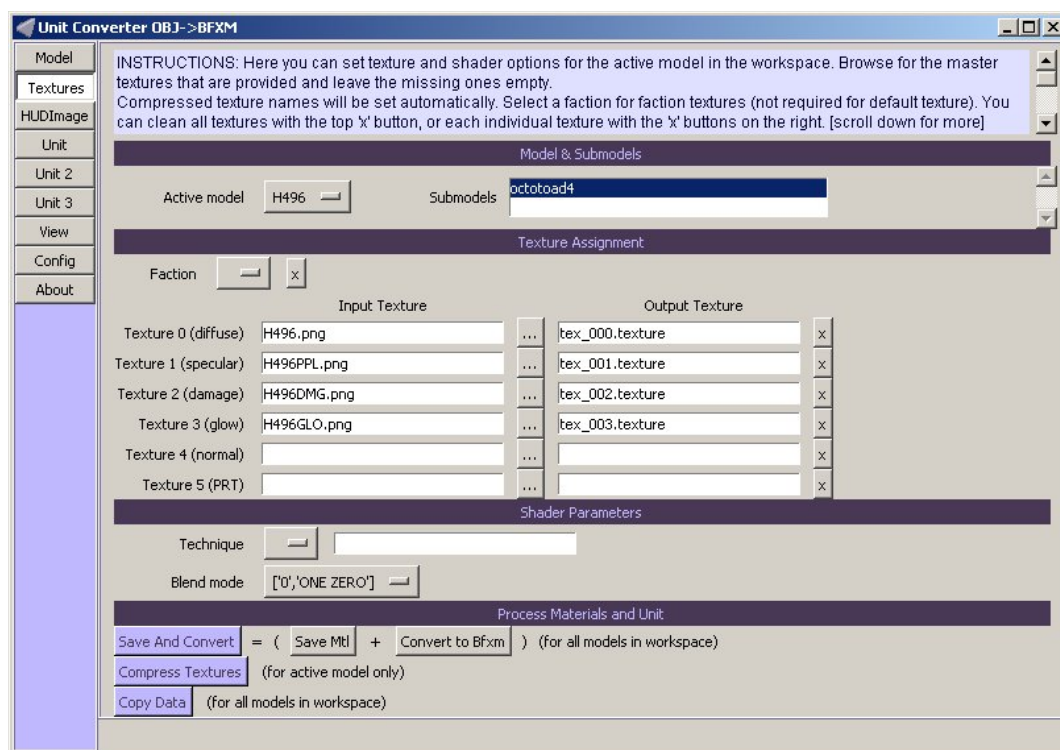 Unit Converter OBJ->BFXM
Model
Textures
HUDImage
Unit
Unit 2
Unit 3
View
Config
About
INSTRUCTIONS: Here you can set texture and shader options for the active model in the workspace. Browse for the master
textures that are provided and leave the missing ones empty.
Compressed texture names will be set automatically. Select a faction for faction textures (not required for default texture). You
can clean all textures with the top 'x' button, or each individual texture with the 'x' buttons on the right. [scroll down for more]
Model & Submodels
Active model H496 Submodels octotoad4
Texture Assignment
Faction x
Input Texture Output Texture
Texture 0 (diffuse) H496.png ... tex_000.texture x
Texture 1 (specular) H496PPL.png ... tex_001.texture x
Texture 2 (damage) H496DMG.png ... tex_002.texture x
Texture 3 (glow) H496GLO.png ... tex_003.texture x
Texture 4 (normal) ... x
Texture 5 (PRT) ... x
Shader Parameters
Technique
Blend mode ['0','ONE ZERO']
Process Materials and Unit
Save And Convert = ( Save Mtl + Convert to Bfxm ) (for all models in workspace)
Compress Textures (for active model only)
Copy Data (for all models in workspace)